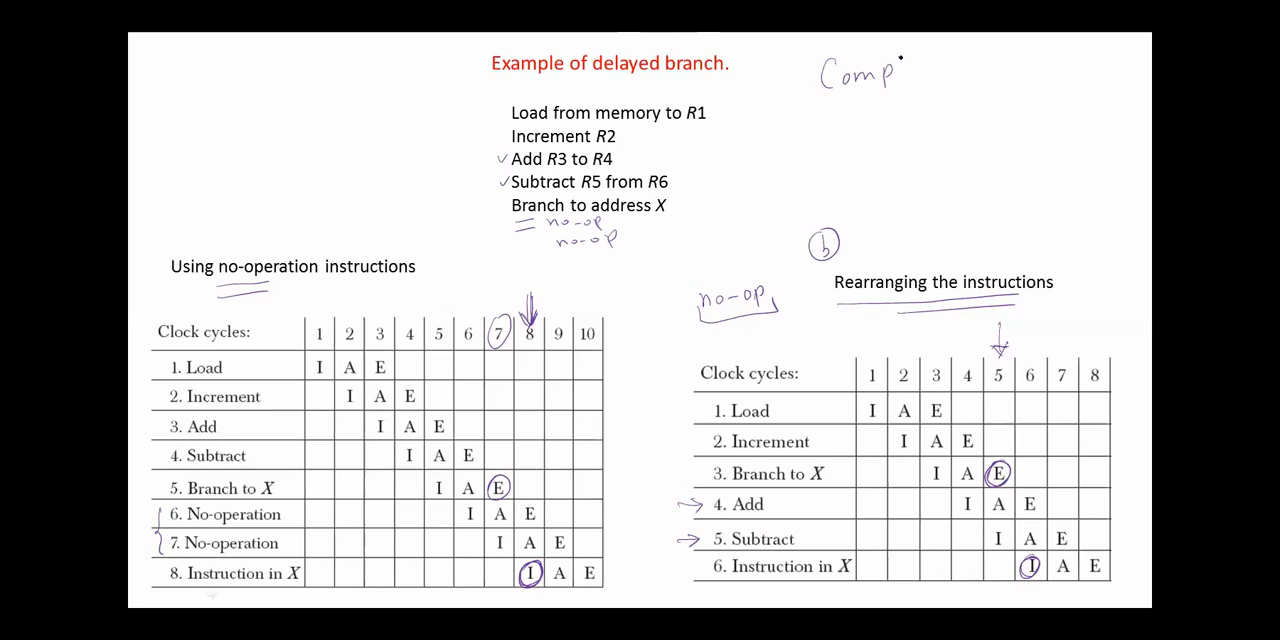 Example of delayed branch.
Comp
Load from memory to R1
Increment R2
Add R3 to R4
Subtract R5 from R6
Branch to address X
no-op
no-op
Using no-operation instructions
Clock cycles: 1 2 3 4 5 6 7 8 9 10
1. Load I A E
2. Increment I A E
3. Add I A E
4. Subtract I A E
5. Branch to X I A E
6. No-operation I A E
7. No-operation I A E
8. Instruction in X I A E
b
Rearranging the instructions
no-op
Clock cycles: 1 2 3 4 5 6 7 8
1. Load I A E
2. Increment I A E
3. Branch to X I A E
4. Add I A E
5. Subtract I A E
6. Instruction in X I A E